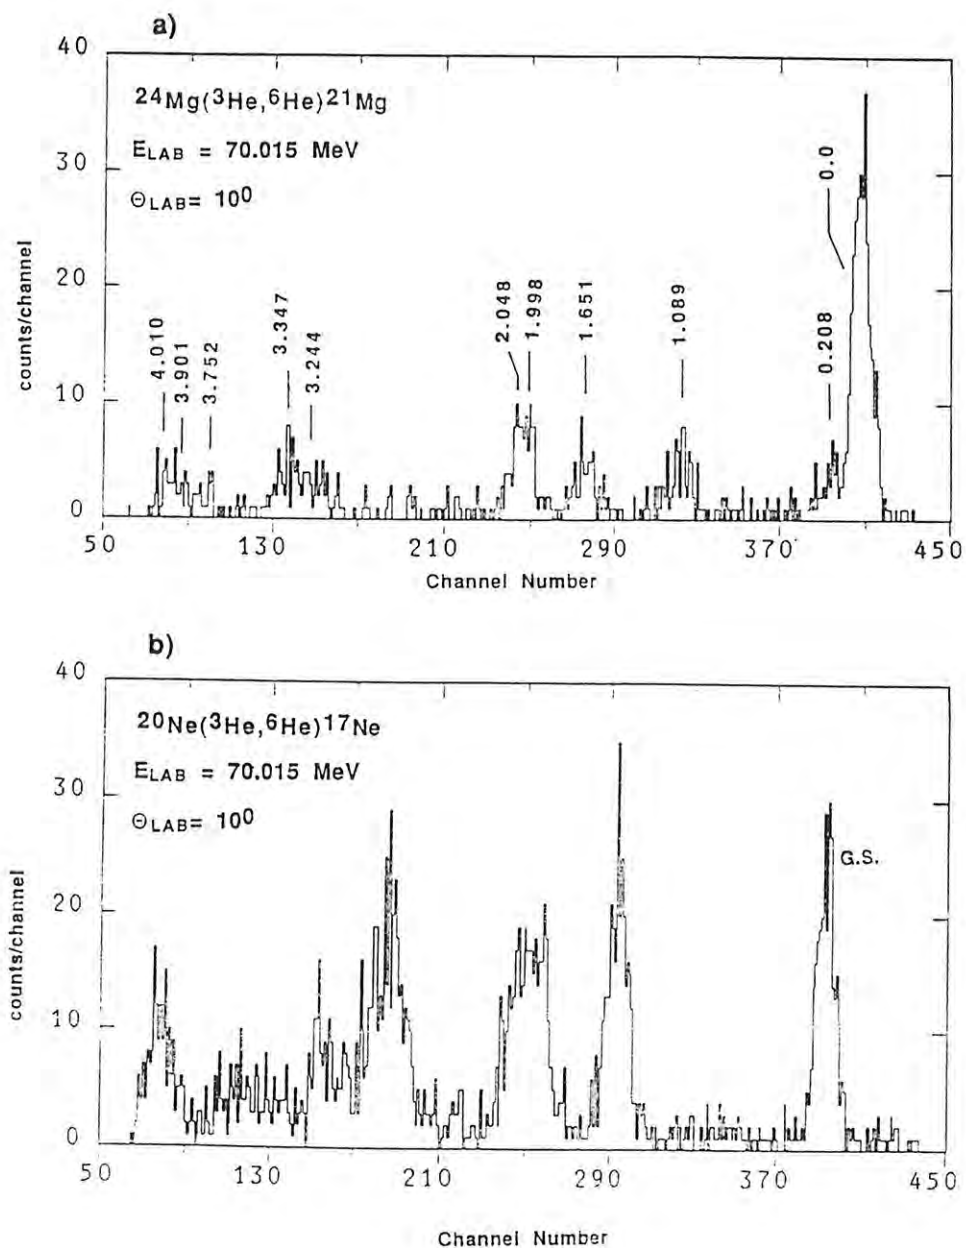 a)
40
30
20
10
0
counts/channel
²⁴Mg(³He,⁶He)²¹Mg
ELAB = 70.015 MeV
ΘLAB= 10⁰
4.010
3.901
3.752
3.347
3.244
2.048
1.998
1.651
1.089
0.208
0.0
50 130 210 290 370 450
Channel Number
b)
40
30
20
10
0
counts/channel
²⁰Ne(³He,⁶He)¹⁷Ne
ELAB = 70.015 MeV
ΘLAB= 10⁰
G.S.
50 130 210 290 370 450
Channel Number